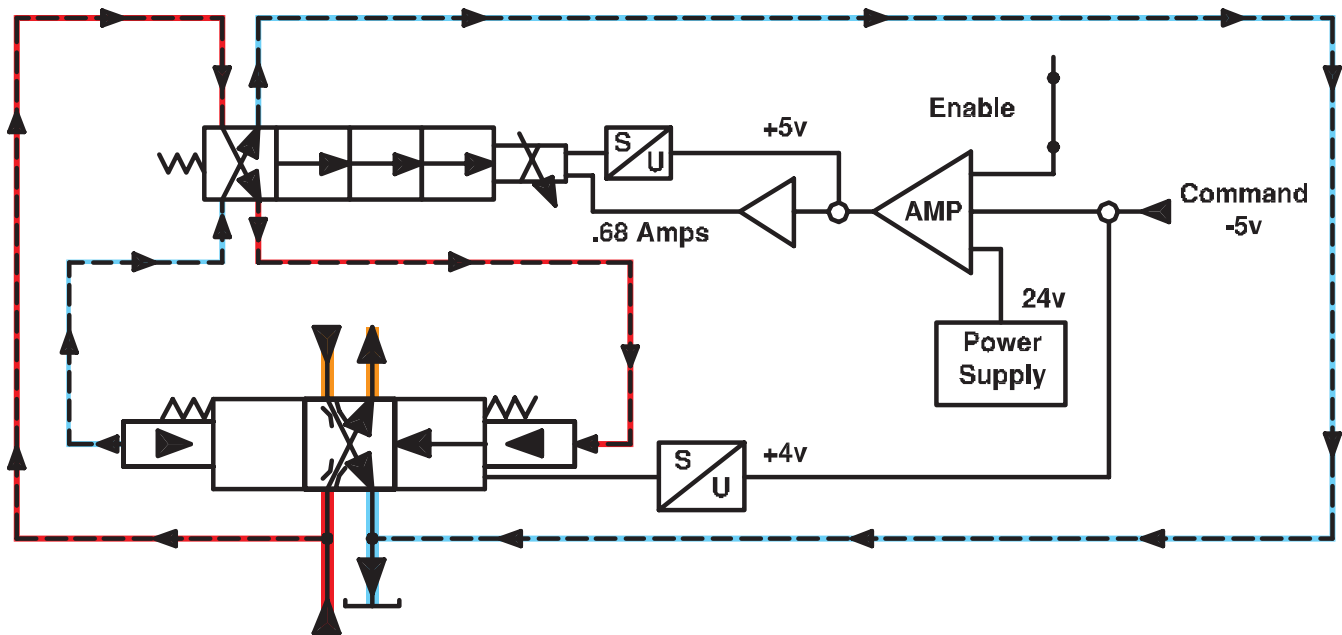 Enable
+5v
S
U
Command
-5v
AMP
.68 Amps
24v
Power
Supply
+4v
S
U